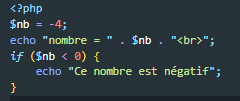 <?php
$nb = -4;
echo "nombre = " . $nb . "<br>";
if ($nb < 0) {
    echo "Ce nombre est négatif";
}